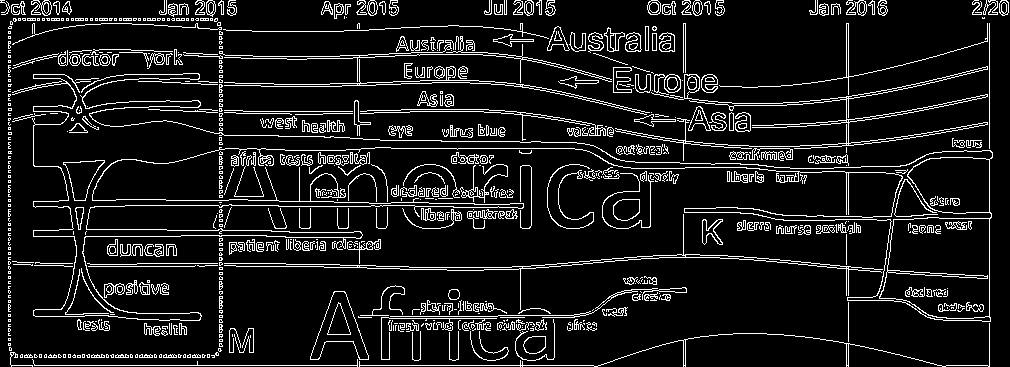 Oct 2014 Jan 2015 Apr 2015 Jul 2015 Oct 2015 Jan 2016 2/20
Australia Australia
doctor york
Europe Europe
Asia Asia
L
west health eye virus blue vaccine
outbreak confirmed declared hours
africa tests hospital doctor
success deadly liberia family
America
texas declared ebola-free sierra
liberia outbreak
K sierra nurse scottish leone west
duncan patient liberia released
vaccine
positive effective declared
Africa
sierra liberia west ebola-free
tests health fresh virus leone outbreak africa
M